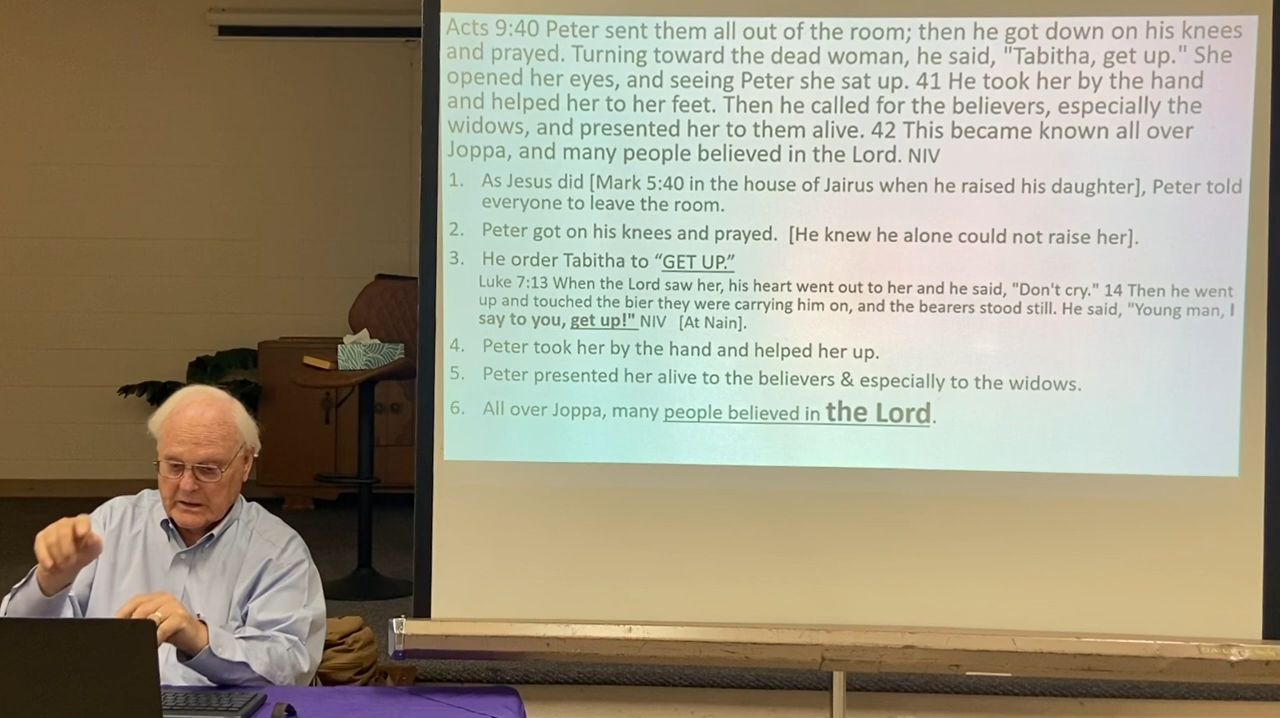 Acts 9:40 Peter sent them all out of the room; then he got down on his knees
and prayed. Turning toward the dead woman, he said, "Tabitha, get up." She
opened her eyes, and seeing Peter she sat up. 41 He took her by the hand
and helped her to her feet. Then he called for the believers, especially the
widows, and presented her to them alive. 42 This became known all over
Joppa, and many people believed in the Lord. NIV
1. As Jesus did [Mark 5:40 in the house of Jairus when he raised his daughter], Peter told
everyone to leave the room.
2. Peter got on his knees and prayed. [He knew he alone could not raise her].
3. He order Tabitha to “GET UP.”
Luke 7:13 When the Lord saw her, his heart went out to her and he said, "Don't cry." 14 Then he went
up and touched the bier they were carrying him on, and the bearers stood still. He said, "Young man, I
say to you, get up!" NIV [At Nain].
4. Peter took her by the hand and helped her up.
5. Peter presented her alive to the believers & especially to the widows.
6. All over Joppa, many people believed in the Lord.